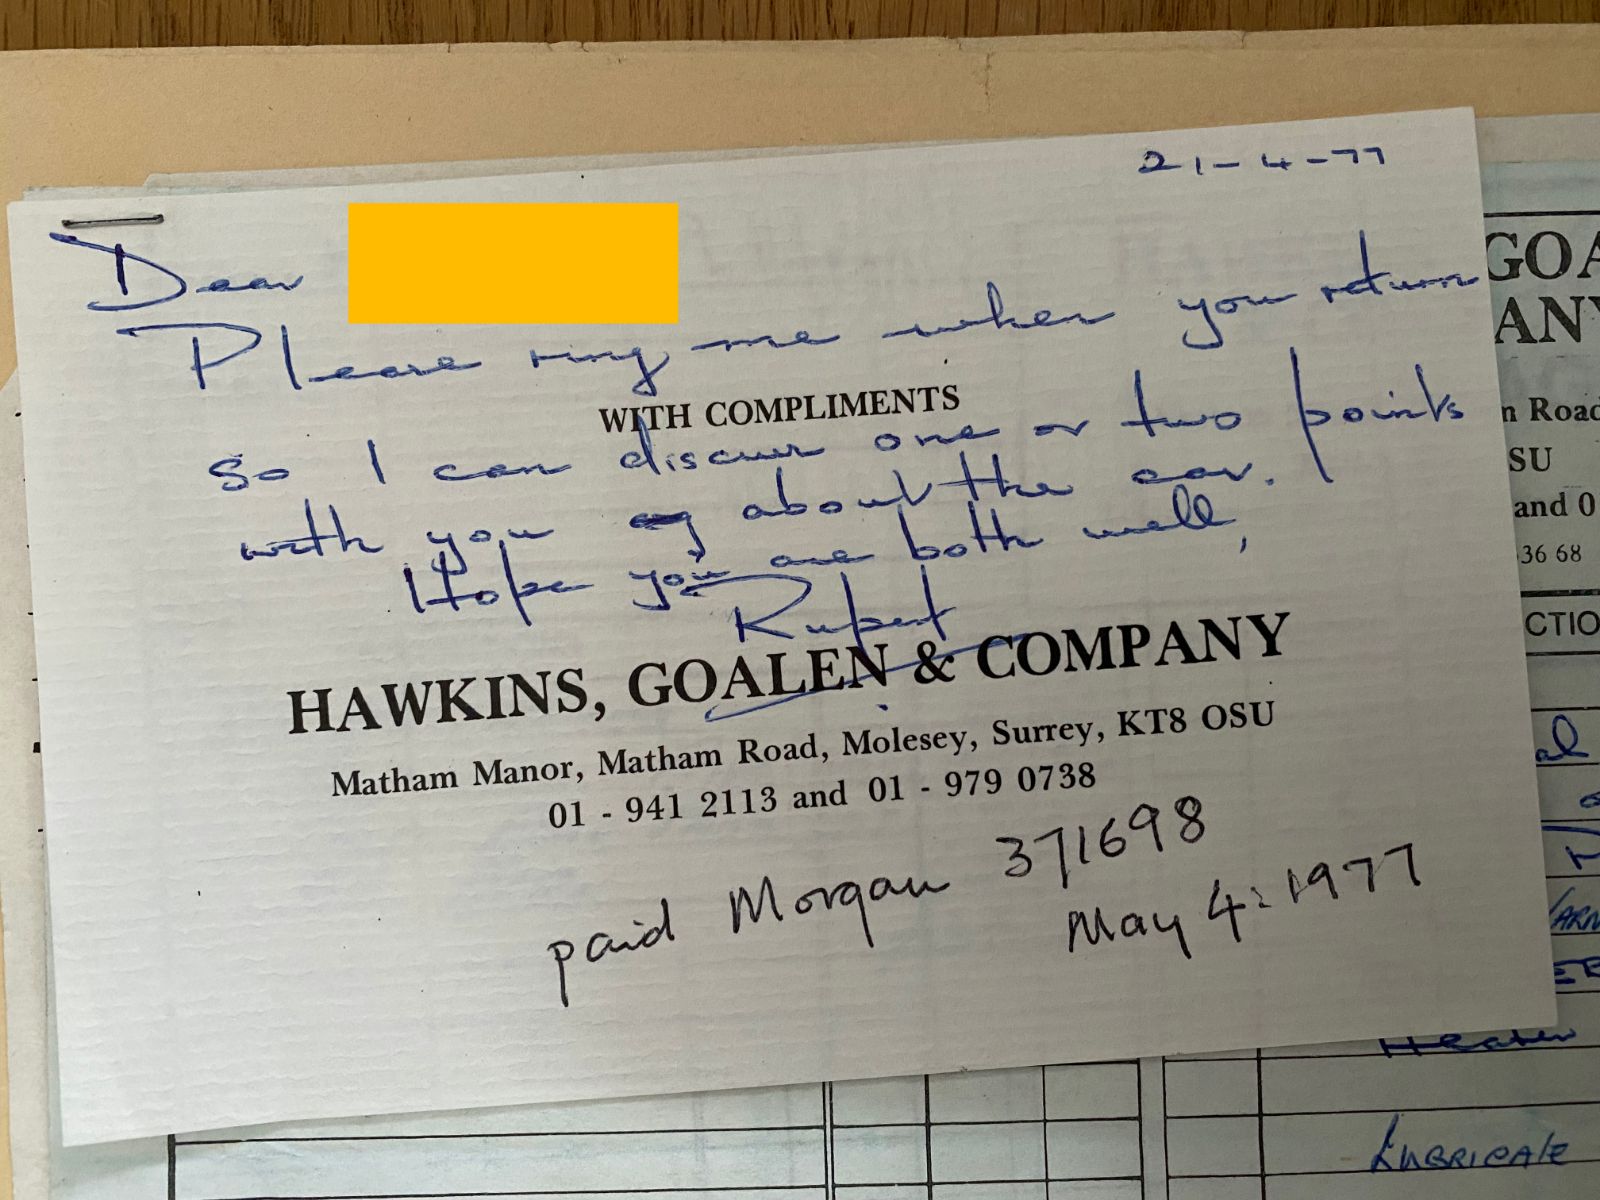 21-4-77
Dear
Please ring me when you return
WITH COMPLIMENTS
so I can discuss one or two points
with you about the car.
Hope you are both well,
Rupert
HAWKINS, GOALEN & COMPANY
Matham Manor, Matham Road, Molesey, Surrey, KT8 OSU
01 - 941 2113 and 01 - 979 0738
paid Morgan 371698
May 4: 1977
GOA
ANY
n Road
SU
and 0
36 68
CTIO
al
ARN
Heater
Lubricate